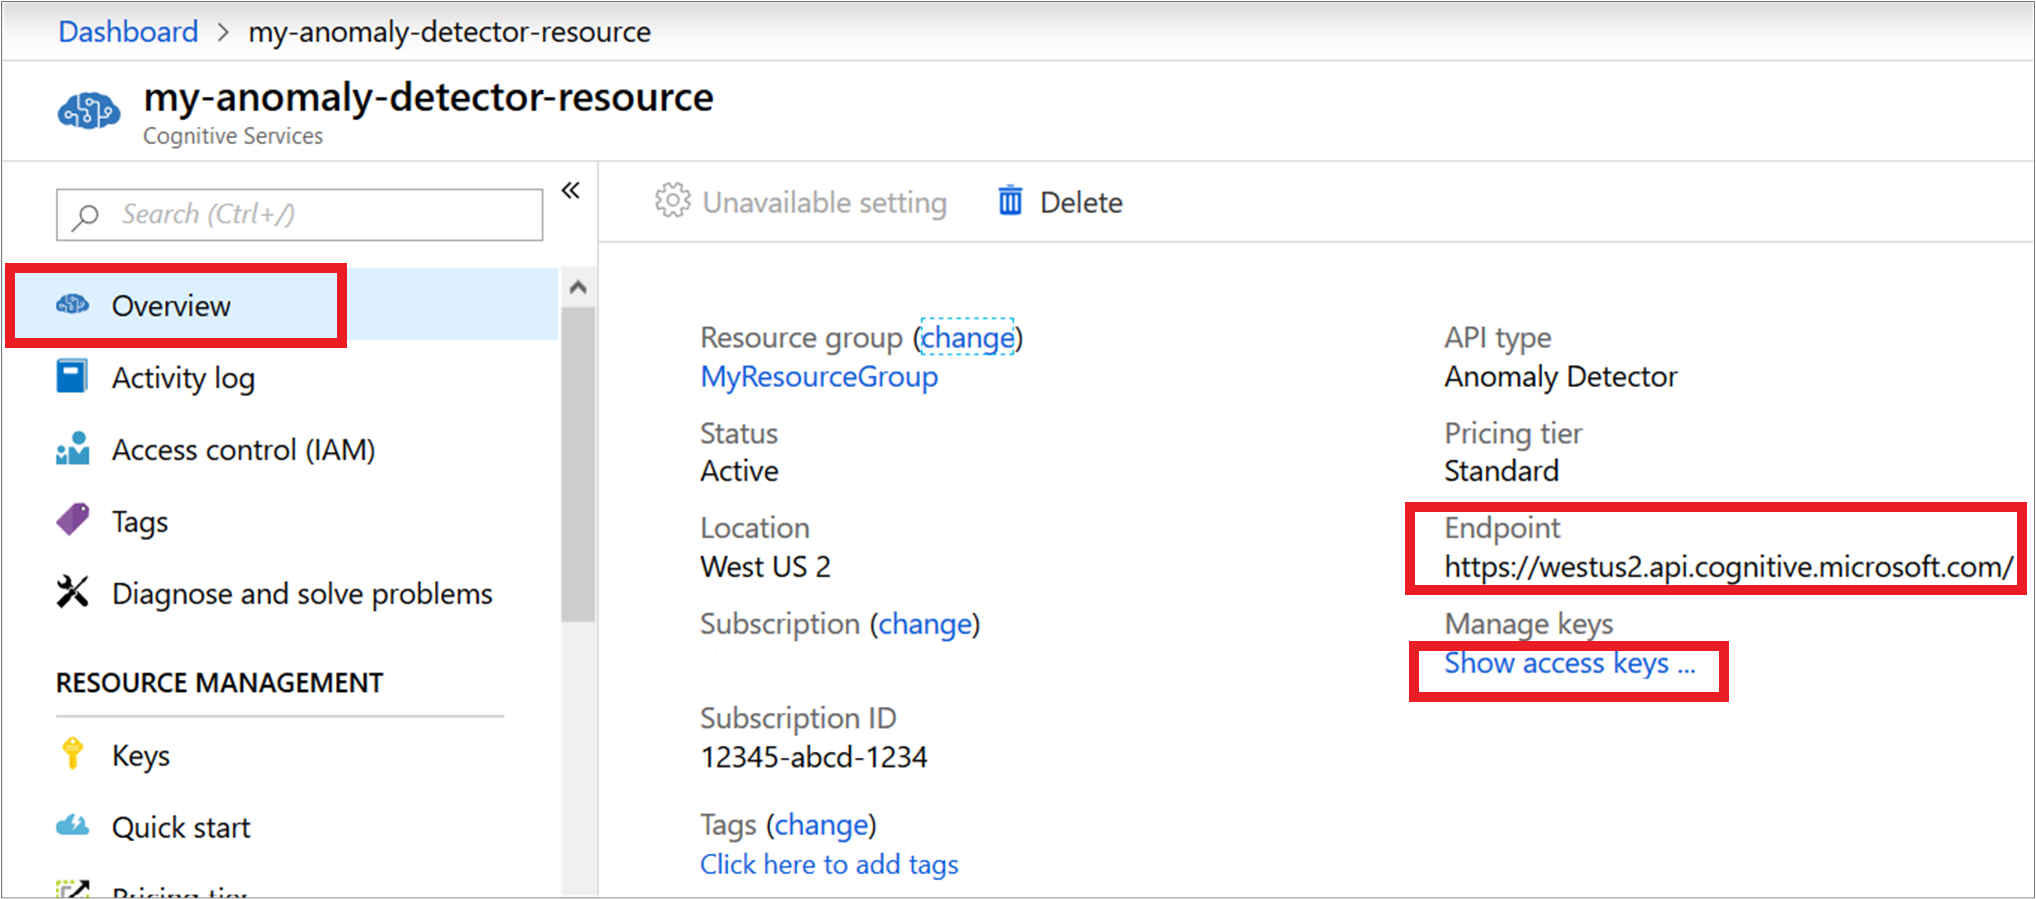 Dashboard > my-anomaly-detector-resource
my-anomaly-detector-resource
Cognitive Services
Search (Ctrl+/)
«
Overview
Activity log
Access control (IAM)
Tags
Diagnose and solve problems
RESOURCE MANAGEMENT
Keys
Quick start
Pricing tier
Unavailable setting
Delete
Resource group (change)
MyResourceGroup
Status
Active
Location
West US 2
Subscription (change)
Subscription ID
12345-abcd-1234
Tags (change)
Click here to add tags
API type
Anomaly Detector
Pricing tier
Standard
Endpoint
https://westus2.api.cognitive.microsoft.com/
Manage keys
Show access keys ...